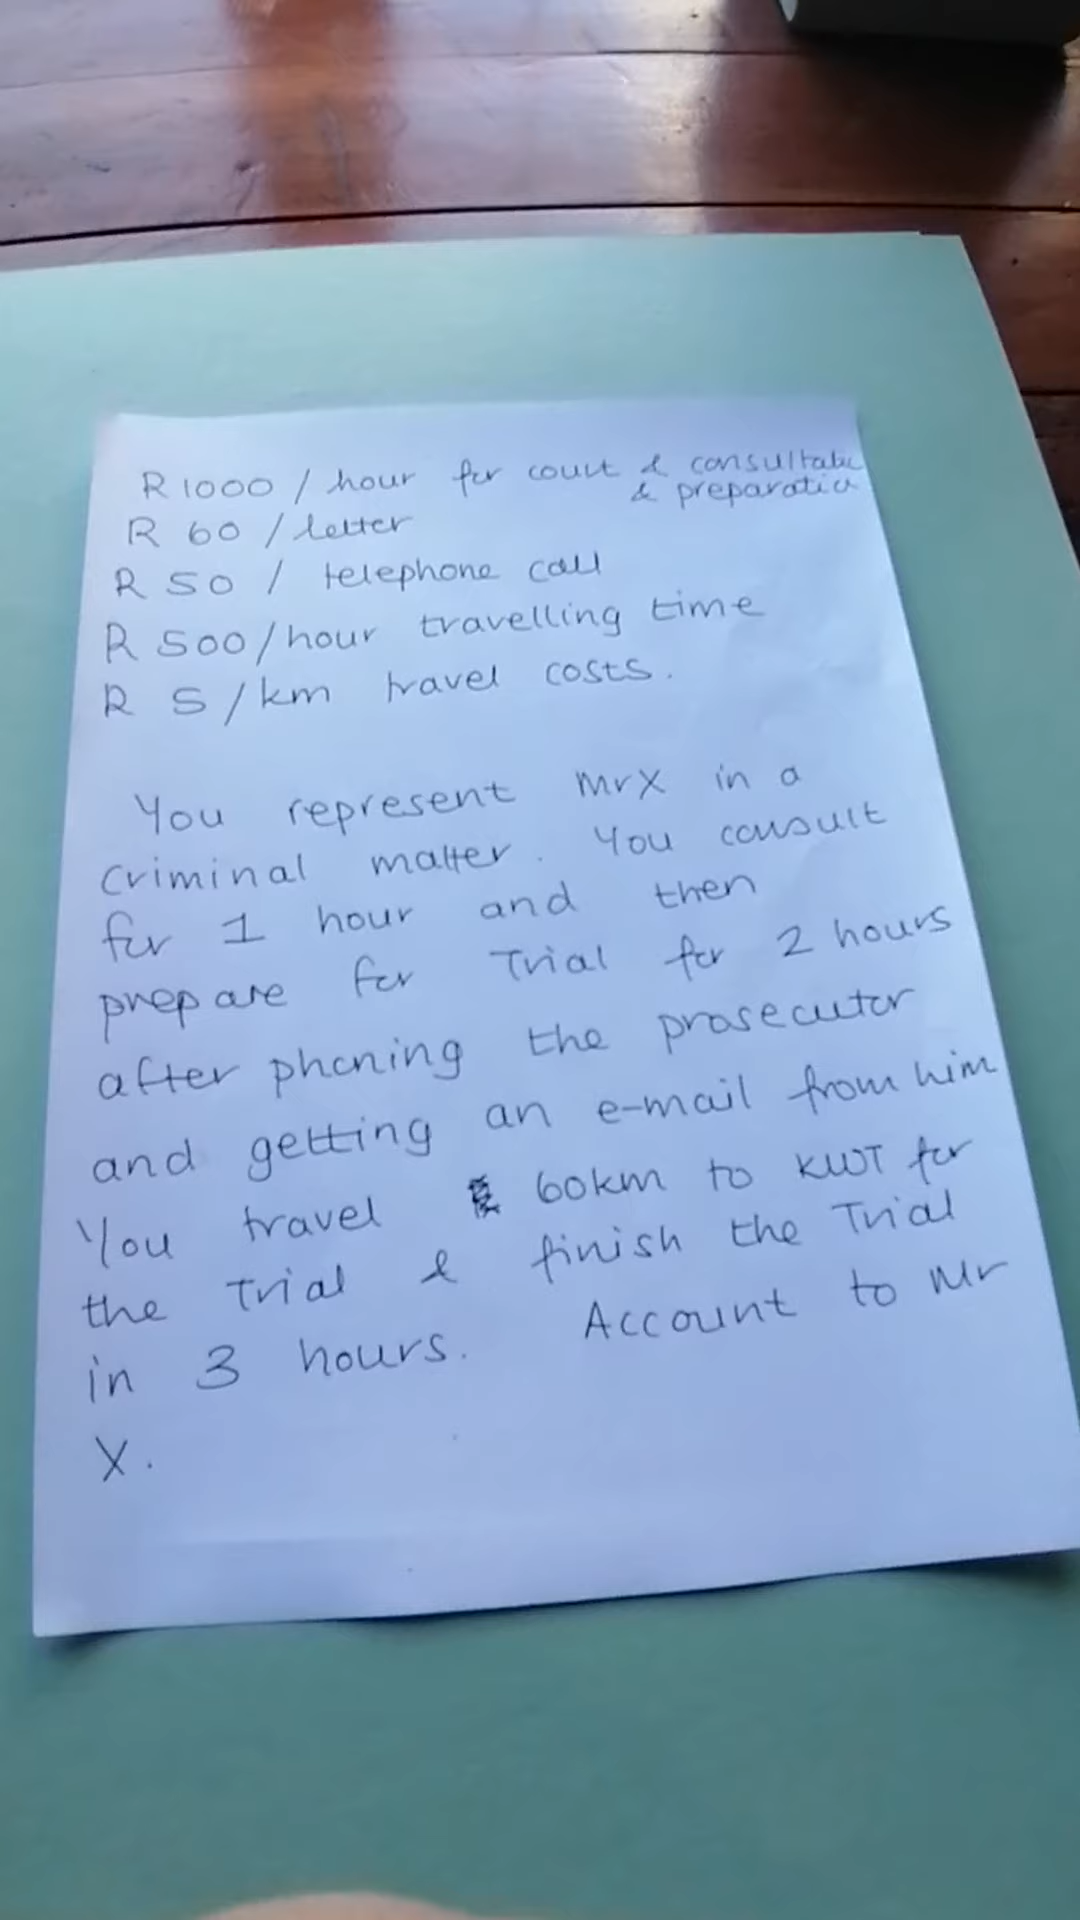 R 1000 / hour for court & consultatio
& preparatio
R 60 / letter
R 50 / telephone call
R 500/hour travelling time
R 5/km travel costs.
You represent Mr X in a
criminal matter. You consult
for 1 hour and then
prepare for Trial for 2 hours
after phoning the prosecutor
and getting an e-mail from him
You travel 60km to KWT for
the Trial & finish the Trial
in 3 hours. Account to Mr
X.